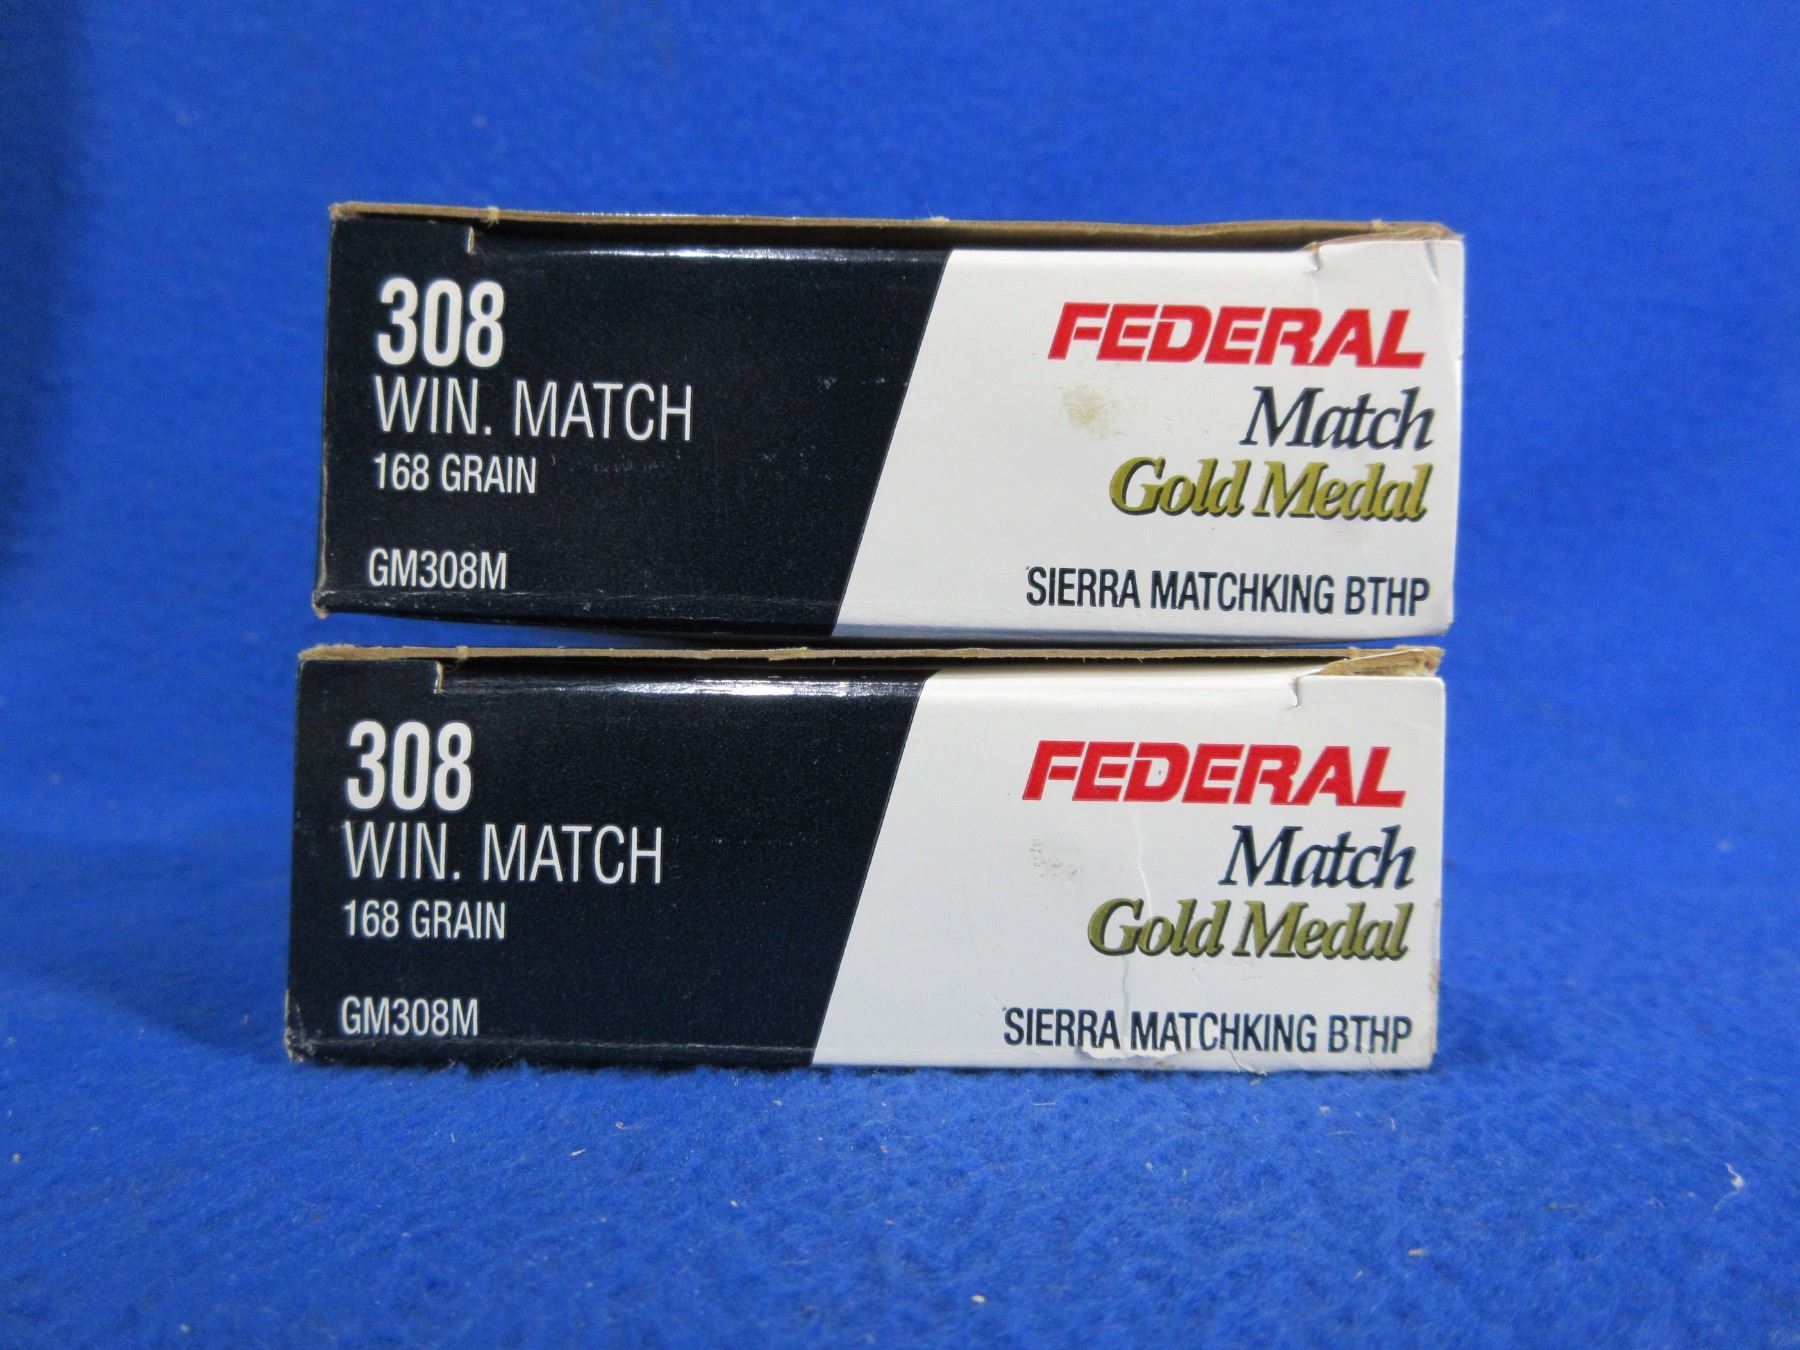 308
WIN. MATCH
168 GRAIN
GM308M
FEDERAL
Match
Gold Medal
SIERRA MATCHKING BTHP
308
WIN. MATCH
168 GRAIN
GM308M
FEDERAL
Match
Gold Medal
SIERRA MATCHKING BTHP